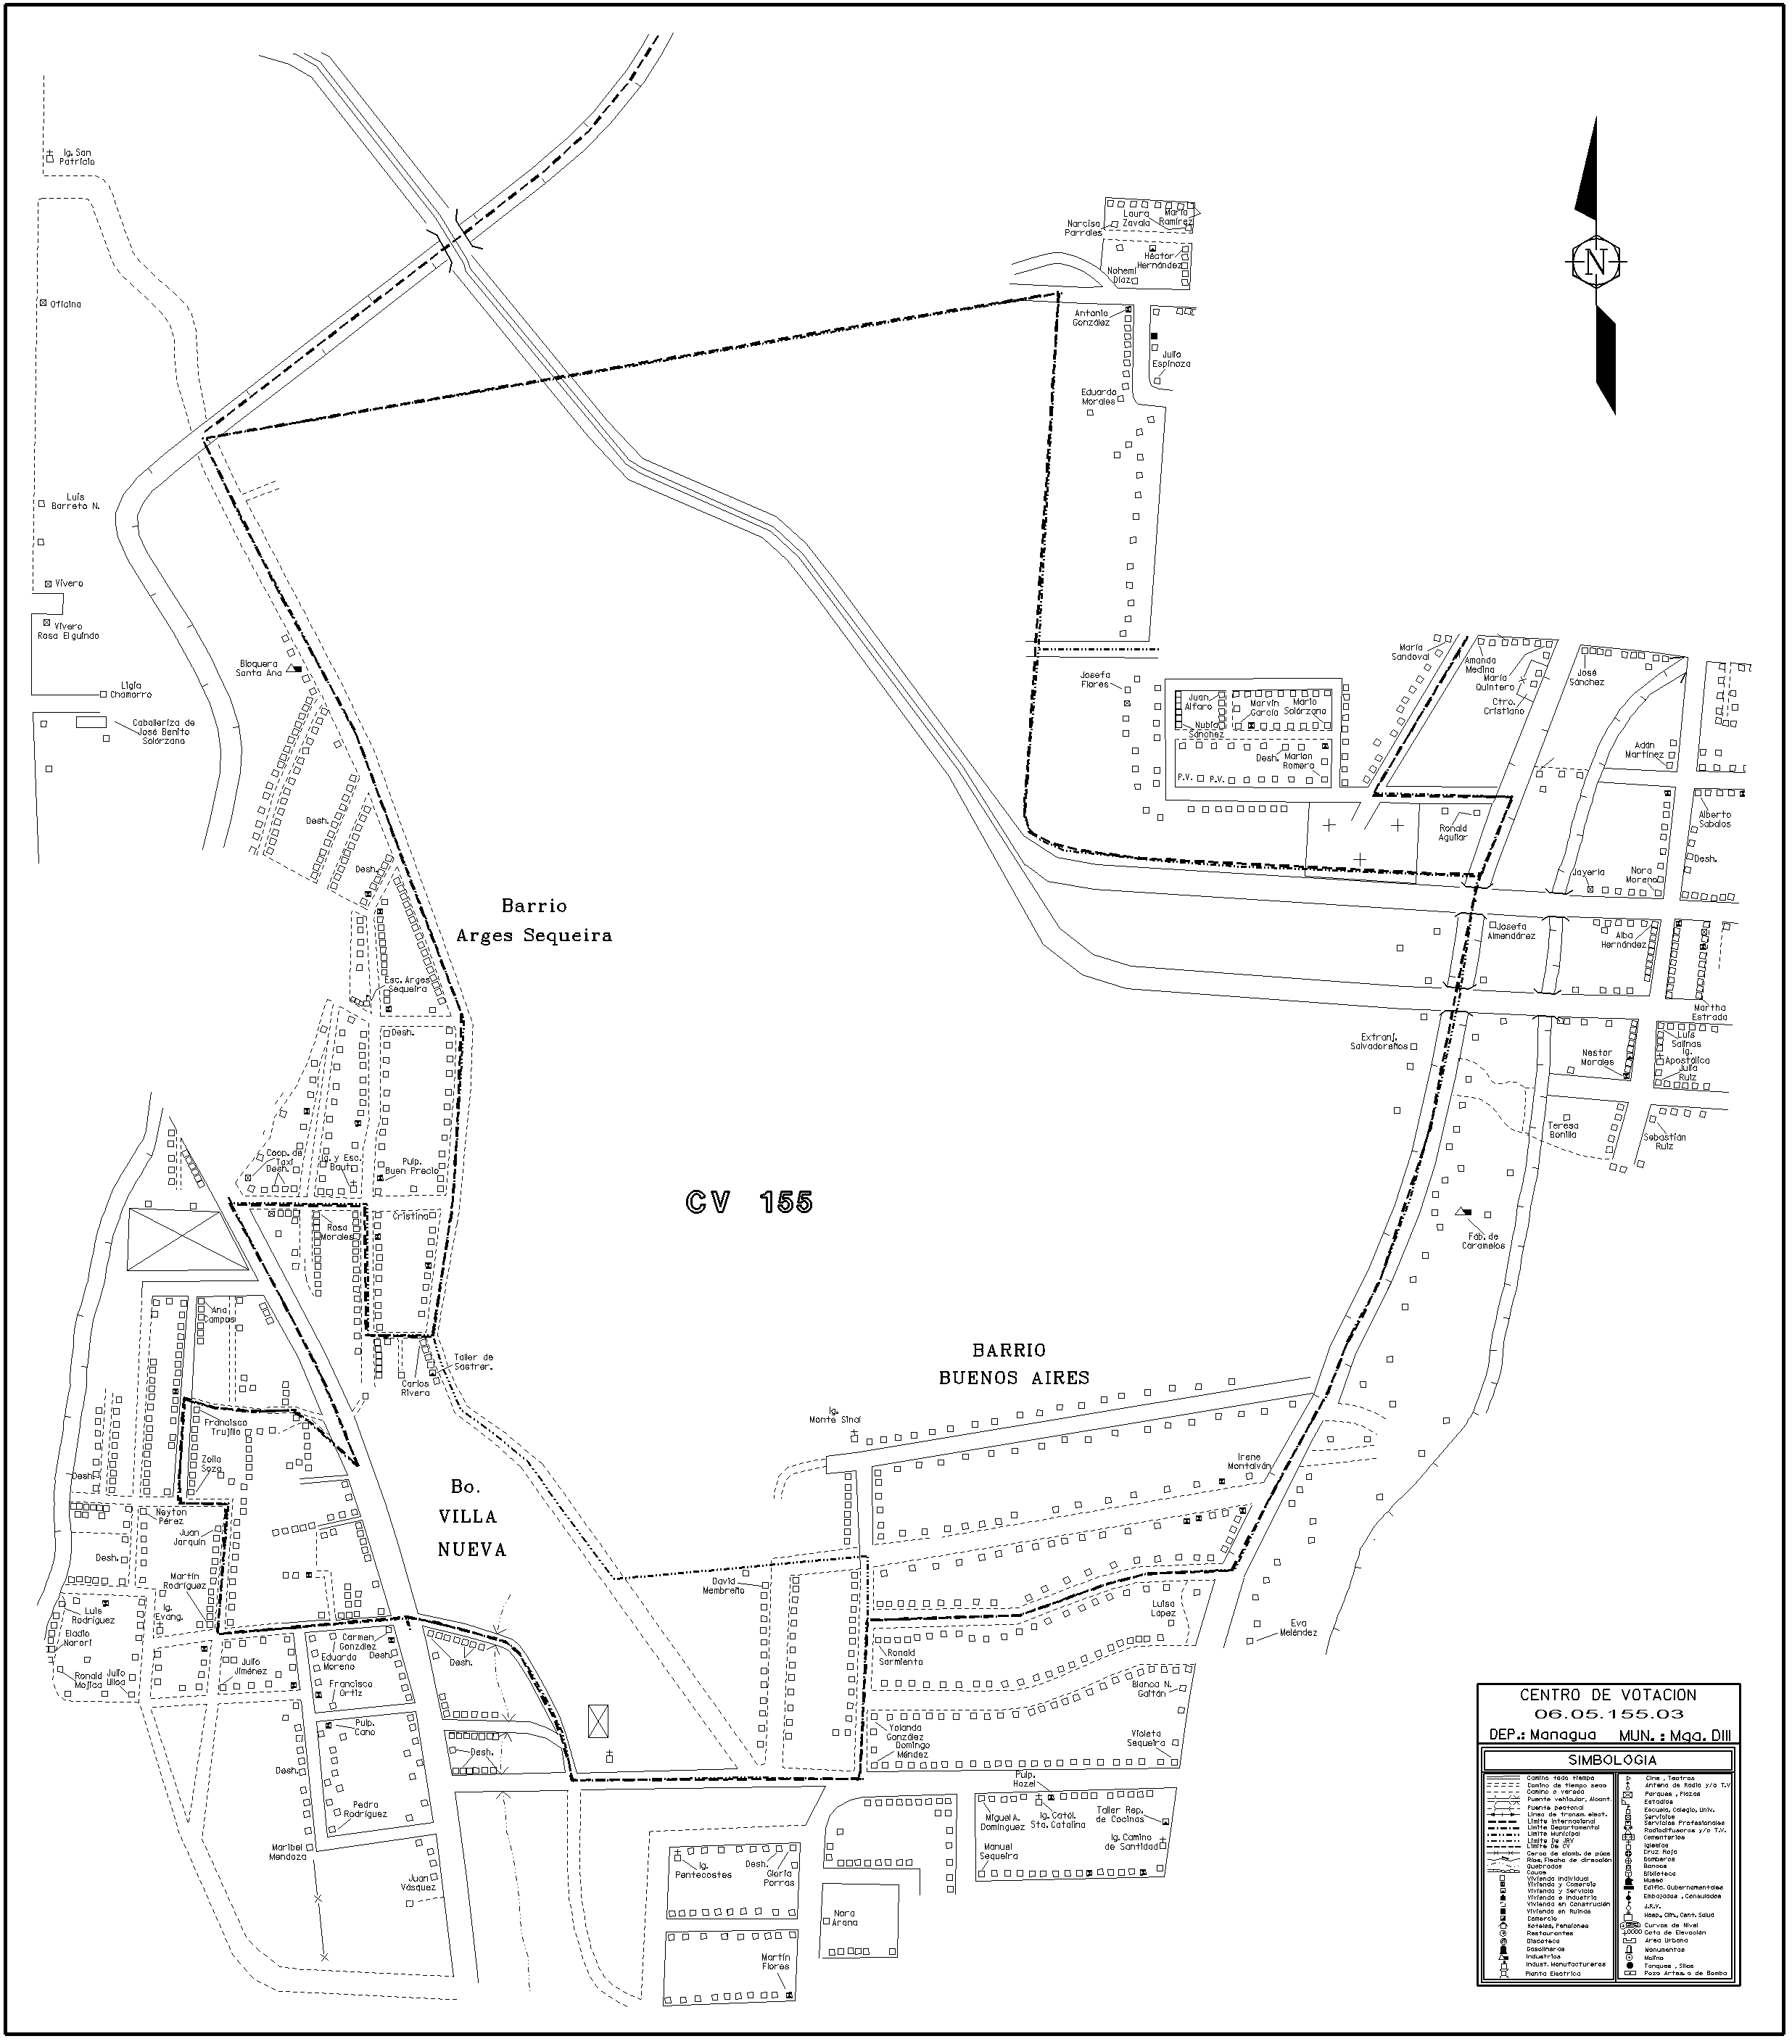 Ig. San
Patricio
Oficina
Luis
Barreto N.
Vivero
Vivero
Rosa Elguindo
Ligia
Chamorro
Caballeriza de
José Benito
Solórzano
Bloquera
Santa Ana
Desh.
Desh.
Barrio
Arges Sequeira
Esc. Arges
Sequeira
Desh.
Coop. de
Taxi
Desh.
Ig. y Esc.
Baut.
Pulp.
Buen Precio
Rosa
Morales
Cristina
Carlos
Rivera
Taller de
Sastrer.
Narcisa
Parrales
Laura
Zavala
María
Ramírez
Héctor
Hernández
Nohemí
Díaz
Antonia
González
Julio
Espinoza
Eduardo
Morales
N
Josefa
Flores
Juan
Alfaro
Nubia
Sánchez
Marvin
García
Mario
Solórzano
Desh.
Marlon
Romero
P.V.
P.V.
María
Sandoval
Amanda
Medina
María
Quintero
Ctro.
Cristiano
José
Sánchez
Adán
Martínez
Alberto
Sabalos
Desh.
Ronald
Aguilar
Joyería
Nora
Moreno
Josefa
Almendárez
Alba
Hernández
Martha
Estrada
Extranj.
Salvadoreños
Nestor
Morales
Luis
Salinas
Ig.
Apostólica
Julia
Ruiz
Teresa
Bonilla
Sebastián
Ruiz
Fab. de
Caramelos
CV 155
BARRIO
BUENOS AIRES
Ig.
Monte Sinaí
Irene
Montalván
Ana
Campus
Francisco
Trujillo
Zoila
Soza
Desh.
Neyton
Pérez
Juan
Jarquín
Desh.
Martín
Rodríguez
Luis
Rodríguez
Ig.
Evang.
Eladio
Narorí
Ronald
Mojica
Julio
Ulloa
Julio
Jiménez
Bo.
VILLA
NUEVA
Carmen
González
Eduardo
Moreno
Desh.
Francisco
Ortiz
Desh.
Pulp.
Cano
Desh.
Desh.
Pedro
Rodríguez
Maribel
Mendoza
Juan
Vásquez
David
Membreño
Luisa
López
Eva
Meléndez
Ronald
Sarmiento
Blanca N.
Gaitán
Yolanda
González
Domingo
Méndez
Violeta
Sequeira
Pulp.
Hazel
Miguel A.
Domínguez
Ig. Catól.
Sta. Catalina
Taller Rep.
de Cocinas
Manuel
Sequeira
Ig. Camino
de Santidad
Ig.
Pentecostes
Desh.
Gloria
Porras
Nora
Arana
Martín
Flores
CENTRO DE VOTACION
06.05.155.03
DEP.: Managua MUN. : Mga. DIII
SIMBOLOGIA
Camino todo tiempo
Camino de tiempo seco
Camino o vereda
Puente vehicular, Alcant.
Puente peatonal
Linea de transm. elect.
Limite Internacional
Limite Departamental
Limite Municipal
Limite De JRV
Limite De CV
Cerca de alamb. de púas
Ríos, Flecha de dirección
Quebradas
Cauce
Vivienda Individual
Vivienda y Comercio
Vivienda y Servicio
Vivienda e Industria
Vivienda en Construcción
Vivienda en Ruinas
Comercio
Hoteles, Pensiones
Restaurantes
Discoteca
Gasolineras
Industrias
Indust. Manufactureras
Planta Electrica
Cine , Teatros
Antena de Radio y/o T.V
Parques , Plazas
Estadios
Escuela, Colegio, Univ.
Servicios
Servicios Profesionales
Radiodifusoras y/o T.V.
Cementerios
Iglesias
Cruz Roja
Bomberos
Bancos
Biblioteca
Museo
Edific. Gubernamentales
Embajadas , Consulados
J.R.V.
Hosp., Clin., Cent. Salud
Curvas de Nivel
Cota de Elevación
Area Urbana
Monumentos
Molino
Tanques , Silos
Pozo Artes. o de Bomba